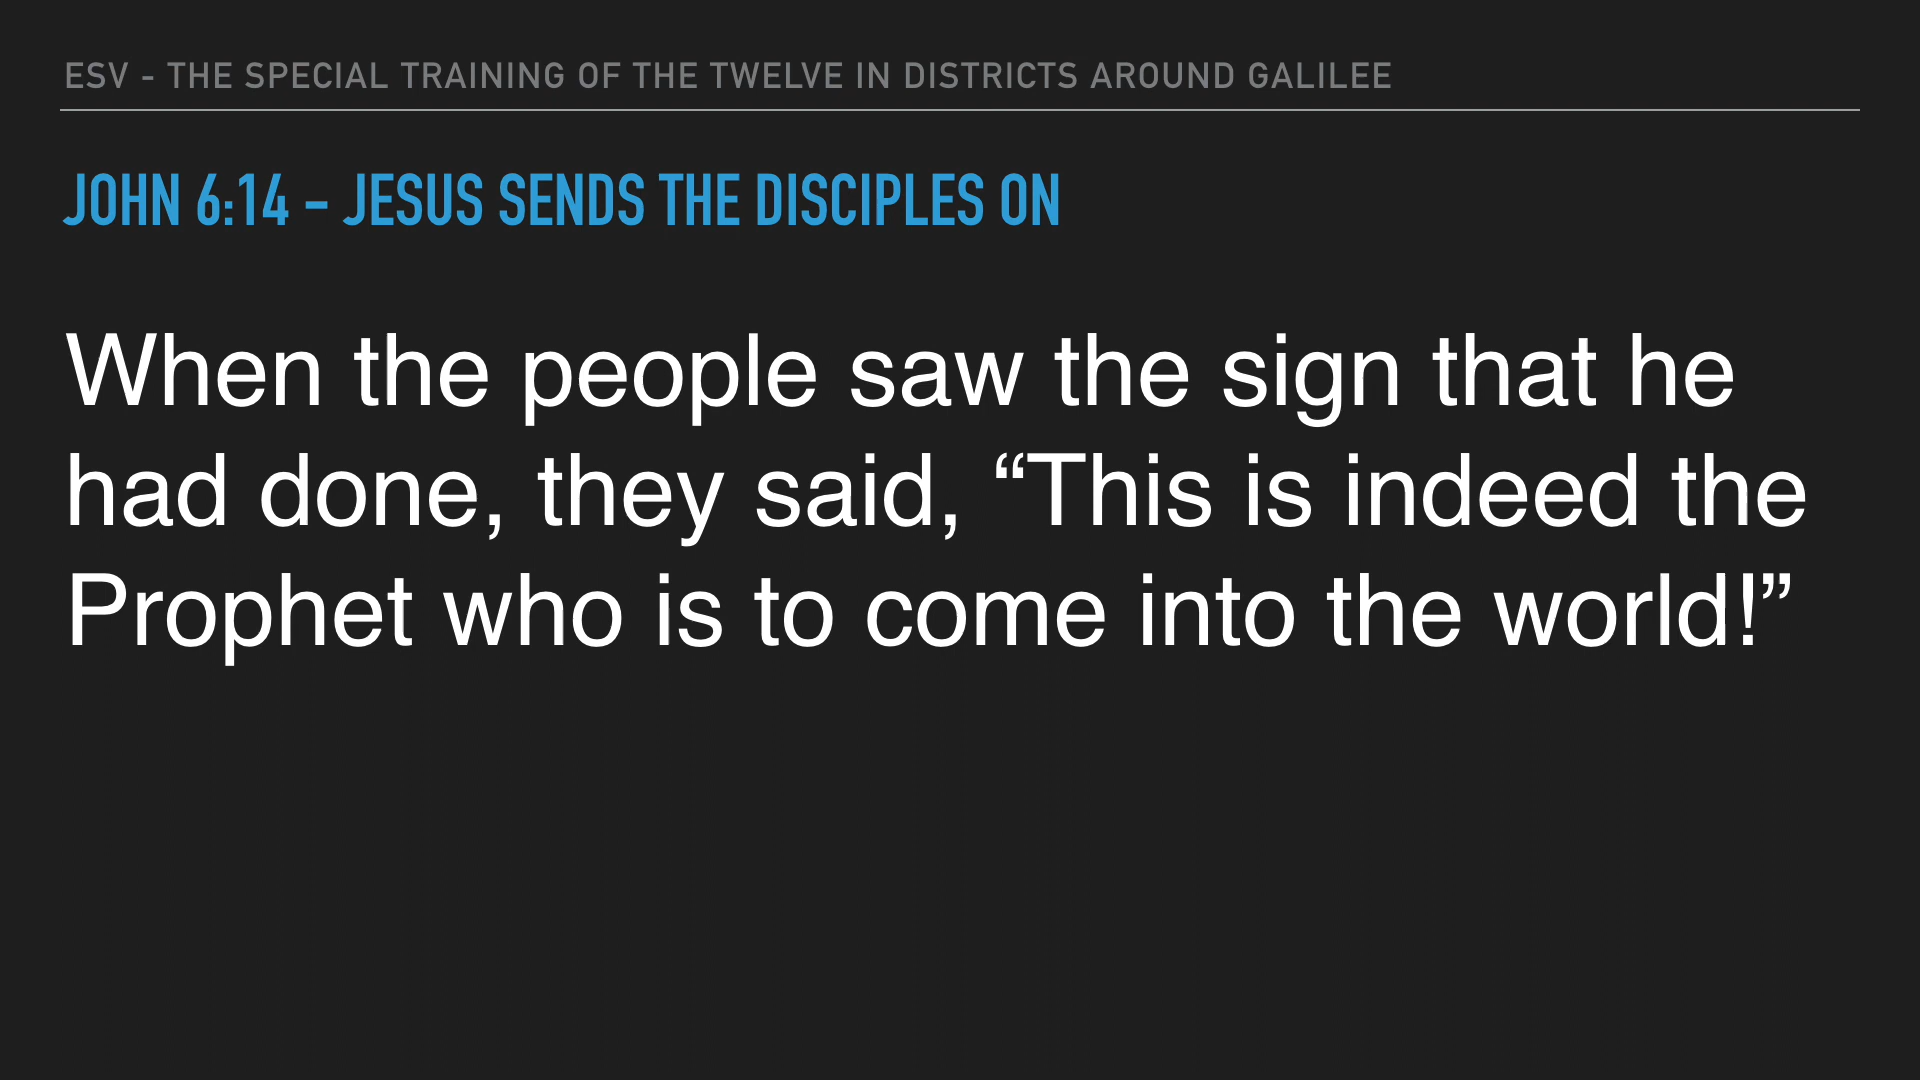 ESV - THE SPECIAL TRAINING OF THE TWELVE IN DISTRICTS AROUND GALILEE
JOHN 6:14 – JESUS SENDS THE DISCIPLES ON
When the people saw the sign that he
had done, they said, “This is indeed the
Prophet who is to come into the world!”